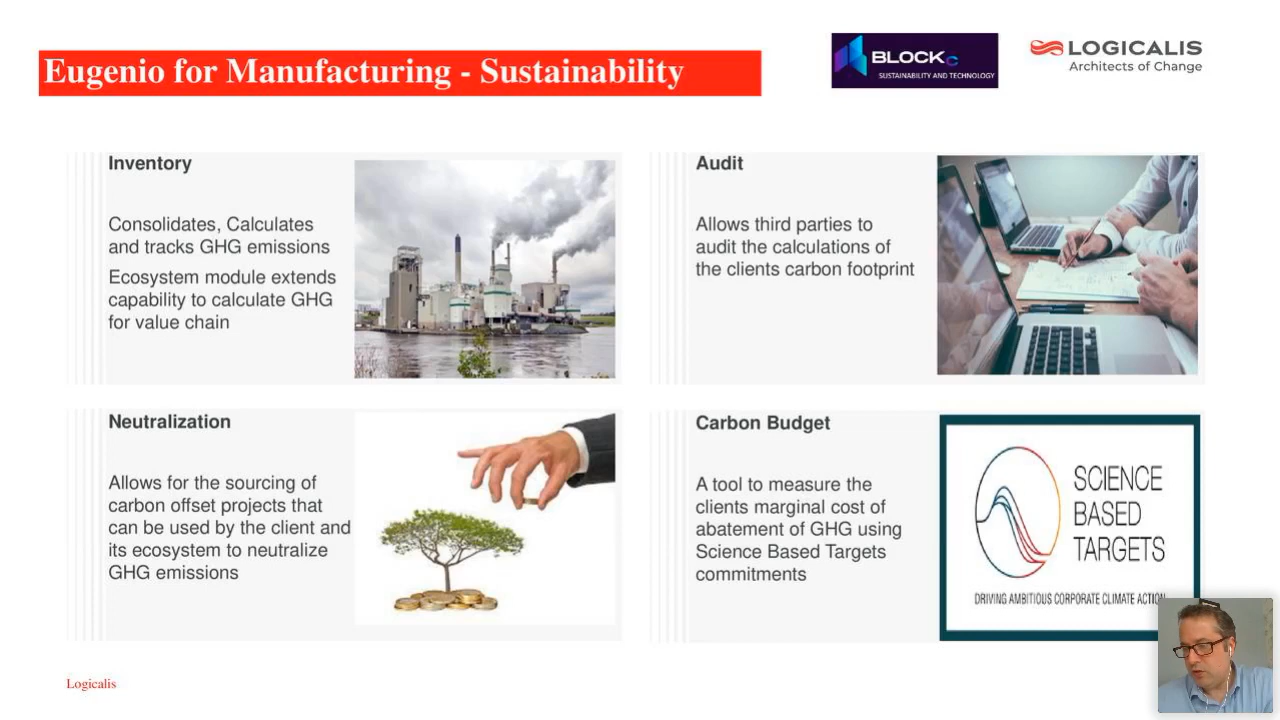 Eugenio for Manufacturing - Sustainability
BLOCKC
SUSTAINABILITY AND TECHNOLOGY
LOGICALIS
Architects of Change
Inventory
Consolidates, Calculates
and tracks GHG emissions
Ecosystem module extends
capability to calculate GHG
for value chain
Audit
Allows third parties to
audit the calculations of
the clients carbon footprint
Neutralization
Allows for the sourcing of
carbon offset projects that
can be used by the client and
its ecosystem to neutralize
GHG emissions
Carbon Budget
A tool to measure the
clients marginal cost of
abatement of GHG using
Science Based Targets
commitments
SCIENCE
BASED
TARGETS
DRIVING AMBITIOUS CORPORATE CLIMATE ACTION
Logicalis